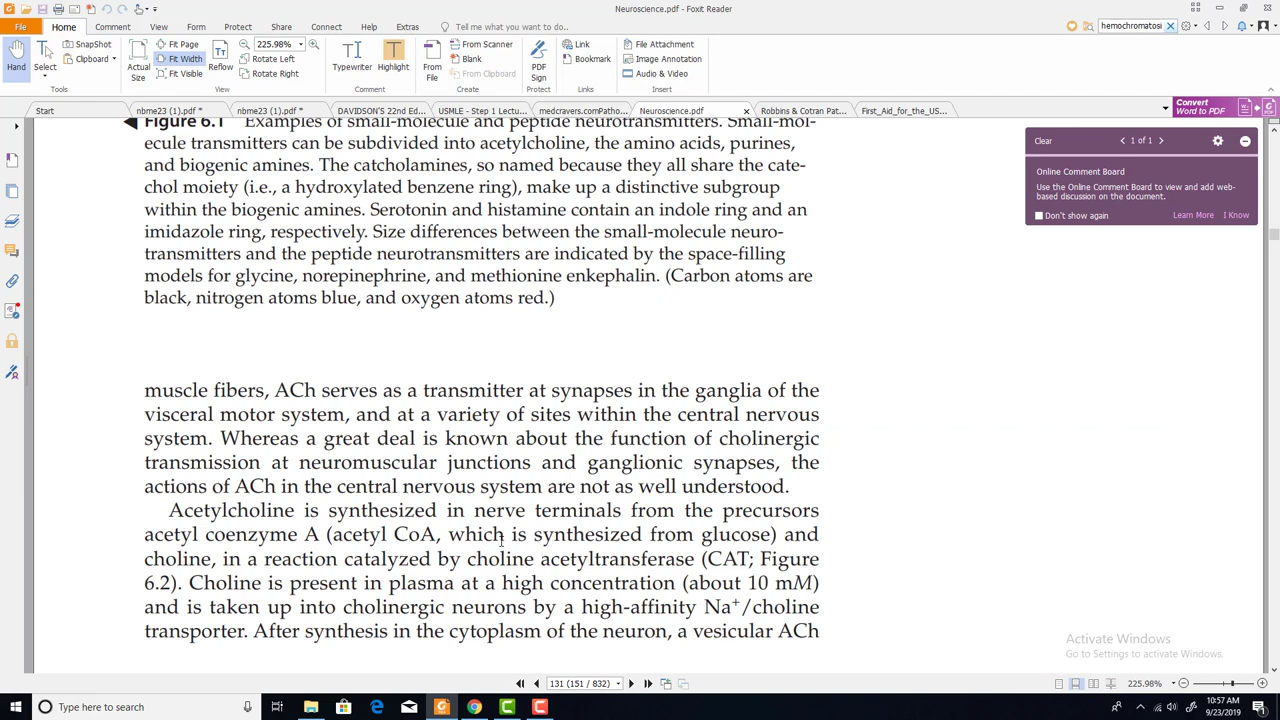 Neuroscience.pdf - Foxit Reader
File Home Comment View Form Protect Share Connect Help Extras Tell me what you want to do... hemochromatosi
Hand Select SnapShot Clipboard Tools
Actual Size Fit Page Fit Width Fit Visible Reflow 225.98% Rotate Left Rotate Right View
Typewriter Highlight Comment
From File From Scanner Blank From Clipboard Create
PDF Sign Protect
Link Bookmark Links
File Attachment Image Annotation Audio & Video Insert
Start nbme23 (1).pdf * nbme23 (1).pdf * DAVIDSON'S 22nd Ed... USMLE - Step 1 Lectu... medcravers.comPatho... Neuroscience.pdf Robbins & Cotran Pat... First_Aid_for_the_US...
Convert
Word to PDF
Figure 6.1 Examples of small-molecule and peptide neurotransmitters. Small-mol-
ecule transmitters can be subdivided into acetylcholine, the amino acids, purines,
and biogenic amines. The catcholamines, so named because they all share the cate-
chol moiety (i.e., a hydroxylated benzene ring), make up a distinctive subgroup
within the biogenic amines. Serotonin and histamine contain an indole ring and an
imidazole ring, respectively. Size differences between the small-molecule neuro-
transmitters and the peptide neurotransmitters are indicated by the space-filling
models for glycine, norepinephrine, and methionine enkephalin. (Carbon atoms are
black, nitrogen atoms blue, and oxygen atoms red.)
muscle fibers, ACh serves as a transmitter at synapses in the ganglia of the
visceral motor system, and at a variety of sites within the central nervous
system. Whereas a great deal is known about the function of cholinergic
transmission at neuromuscular junctions and ganglionic synapses, the
actions of ACh in the central nervous system are not as well understood.
Acetylcholine is synthesized in nerve terminals from the precursors
acetyl coenzyme A (acetyl CoA, which is synthesized from glucose) and
choline, in a reaction catalyzed by choline acetyltransferase (CAT; Figure
6.2). Choline is present in plasma at a high concentration (about 10 mM)
and is taken up into cholinergic neurons by a high-affinity Na+/choline
transporter. After synthesis in the cytoplasm of the neuron, a vesicular ACh
Clear 1 of 1
Online Comment Board
Use the Online Comment Board to view and add web-
based discussion on the document.
Don't show again Learn More I Know
Activate Windows
Go to Settings to activate Windows.
131 (151 / 832) 225.98%
Type here to search
10:57 AM
9/23/2019